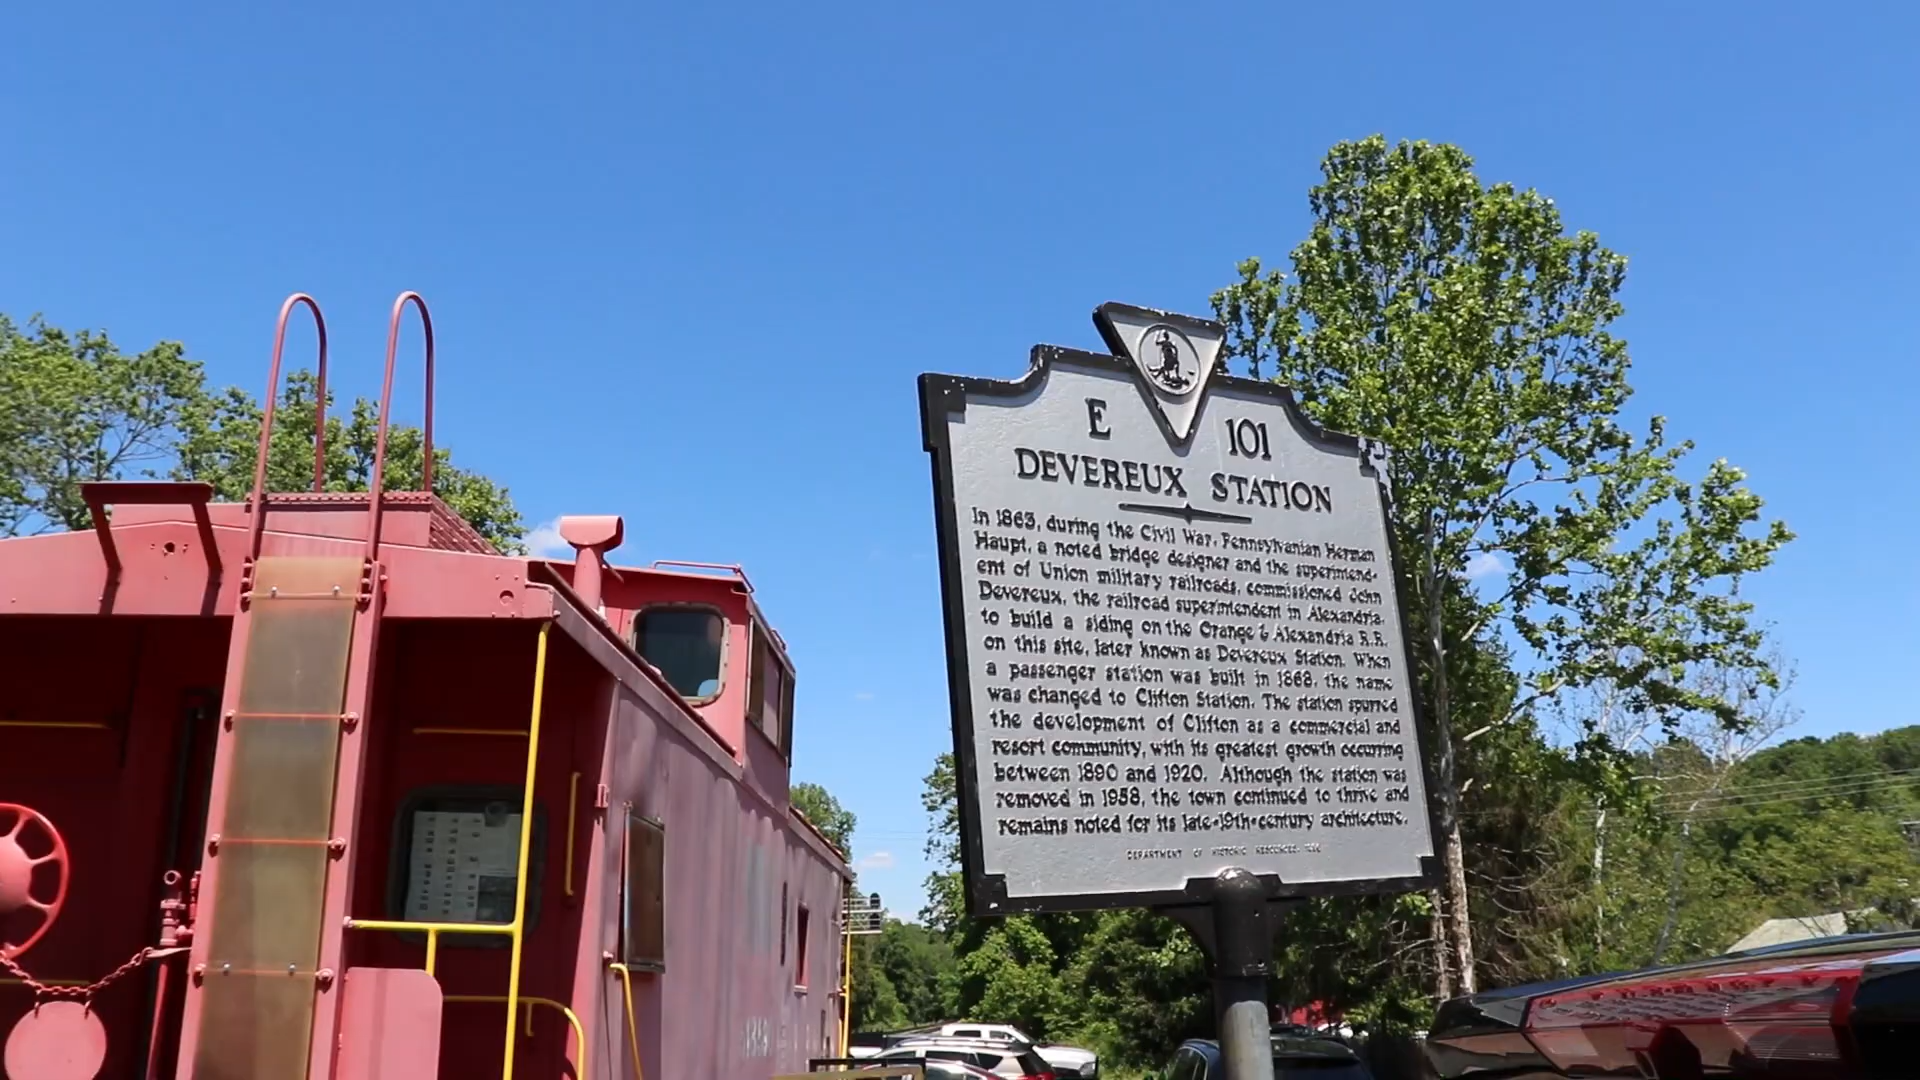 E 101
DEVEREUX STATION
In 1863, during the Civil War, Pennsylvanian Herman
Haupt, a noted bridge designer and the superintend-
ent of Union military railroads, commissioned John
Devereux, the railroad superintendent in Alexandria,
to build a siding on the Orange & Alexandria R.R.
on this site, later known as Devereux Station. When
a passenger station was built in 1868, the name
was changed to Clifton Station. The station spurred
the development of Clifton as a commercial and
resort community, with its greatest growth occurring
between 1890 and 1920. Although the station was
removed in 1958, the town continued to thrive and
remains noted for its late-19th-century architecture.
DEPARTMENT OF HISTORIC RESOURCES,